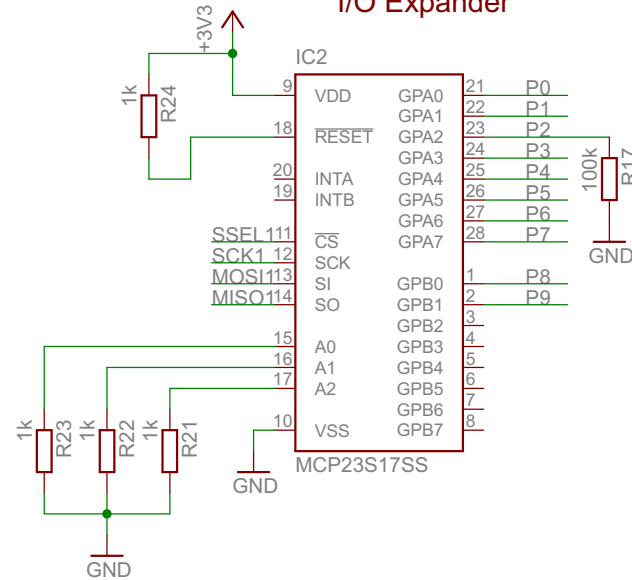 I/O Expander
+3V3
IC2
1k
R24
9 VDD GPA0 21 P0
GPA1 22 P1
18 RESET GPA2 23 P2
GPA3 24 P3
20 INTA GPA4 25 P4
19 INTB GPA5 26 P5
GPA6 27 P6
SSEL1 11 CS GPA7 28 P7
SCK1 12 SCK
MOSI1 13 SI GPB0 1 P8
MISO1 14 SO GPB1 2 P9
GPB2 3
15 A0 GPB3 4
16 A1 GPB4 5
17 A2 GPB5 6
GPB6 7
10 VSS GPB7 8
MCP23S17SS
100k
R17
GND
1k
R23
1k
R22
1k
R21
GND
GND